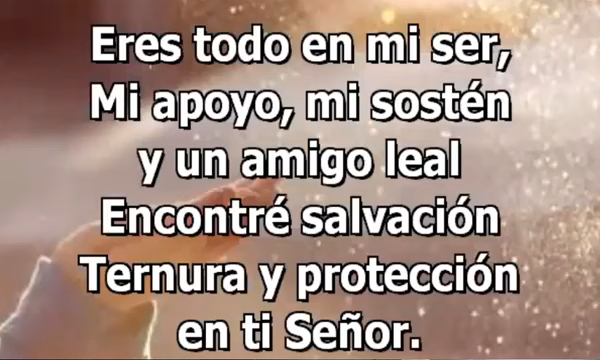 Eres todo en mi ser,
Mi apoyo, mi sostén
y un amigo leal
Encontré salvación
Ternura y protección
en ti Señor.